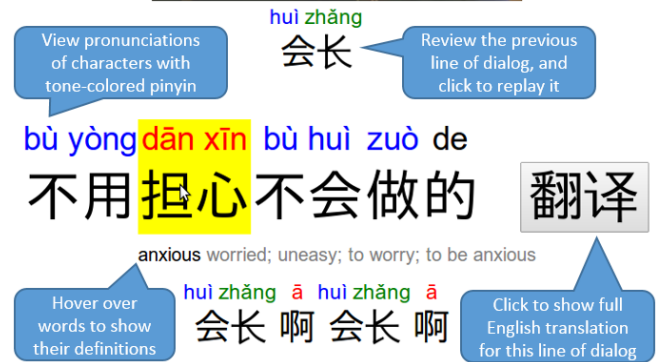 huì zhǎng
会长
View pronunciations
of characters with
tone-colored pinyin
Review the previous
line of dialog, and
click to replay it
bù yòng dān xīn bù huì zuò de
不用担心不会做的
翻译
anxious worried; uneasy; to worry; to be anxious
Hover over
words to show
their definitions
huì zhǎng ā huì zhǎng ā
会长 啊 会长 啊
Click to show full
English translation
for this line of dialog